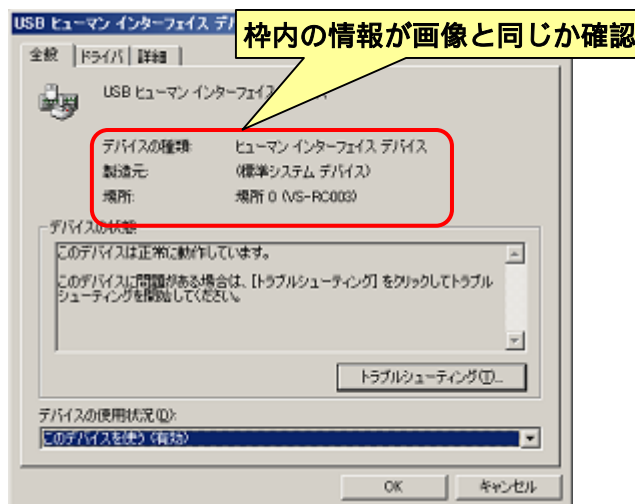 USB ヒューマン インターフェイス デ
枠内の情報が画像と同じか確認
全般
ドライバ
詳細
USB ヒューマン インターフェイ
デバイスの種類:
ヒューマン インターフェイス デバイス
製造元:
(標準システム デバイス)
場所:
場所 0 (VS-RC003)
デバイスの状態
このデバイスは正常に動作しています。
このデバイスに問題がある場合は、[トラブルシューティング] をクリックしてトラブル
シューティングを開始してください。
トラブルシューティング(T)...
デバイスの使用状況(D):
このデバイスを使う (有効)
OK
キャンセル